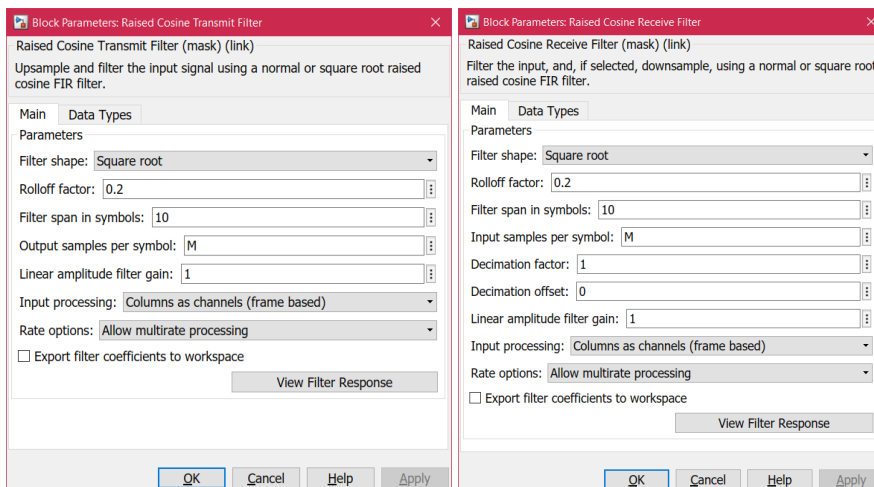 Block Parameters: Raised Cosine Transmit Filter
Raised Cosine Transmit Filter (mask) (link)
Upsample and filter the input signal using a normal or square root raised
cosine FIR filter.
Main Data Types
Parameters
Filter shape: Square root
Rolloff factor: 0.2
Filter span in symbols: 10
Output samples per symbol: M
Linear amplitude filter gain: 1
Input processing: Columns as channels (frame based)
Rate options: Allow multirate processing
Export filter coefficients to workspace
View Filter Response
OK Cancel Help Apply
Block Parameters: Raised Cosine Receive Filter
Raised Cosine Receive Filter (mask) (link)
Filter the input, and, if selected, downsample, using a normal or square root
raised cosine FIR filter.
Main Data Types
Parameters
Filter shape: Square root
Rolloff factor: 0.2
Filter span in symbols: 10
Input samples per symbol: M
Decimation factor: 1
Decimation offset: 0
Linear amplitude filter gain: 1
Input processing: Columns as channels (frame based)
Rate options: Allow multirate processing
Export filter coefficients to workspace
View Filter Response
OK Cancel Help Apply